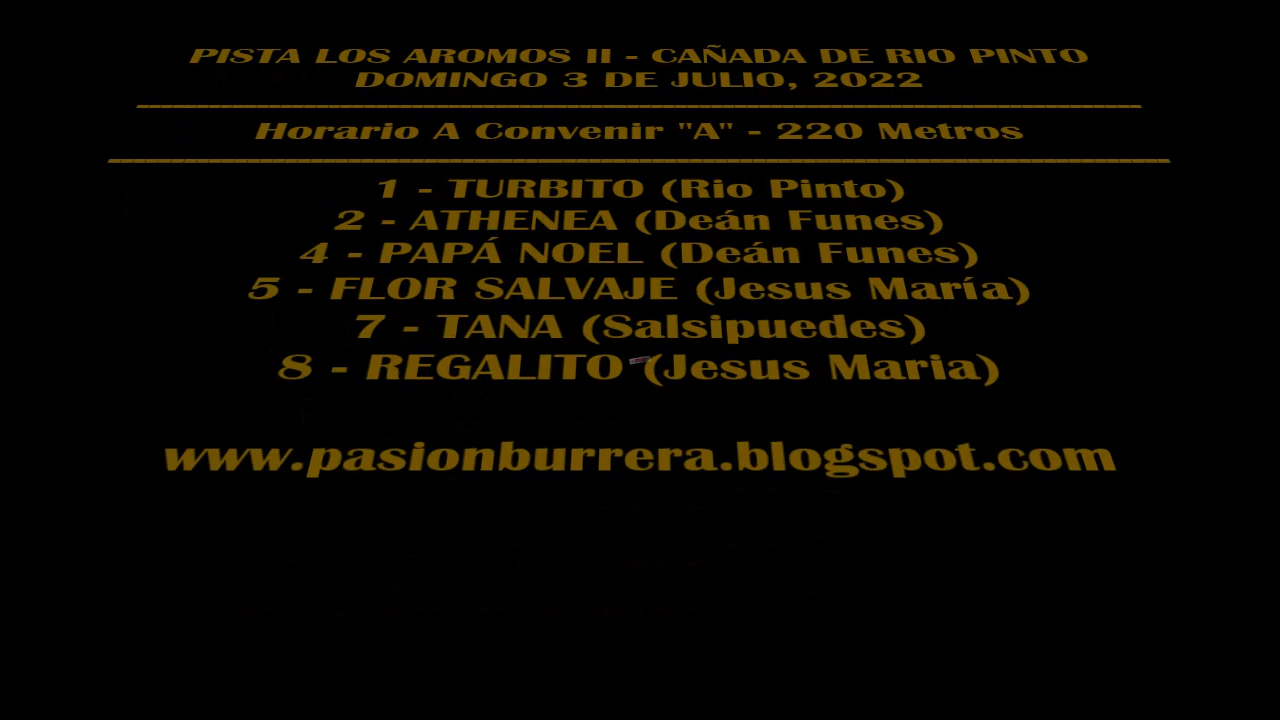 PISTA LOS AROMOS II - CAÑADA DE RIO PINTO
DOMINGO 3 DE JULIO, 2022
Horario A Convenir "A" - 220 Metros
1 - TURBITO (Rio Pinto)
2 - ATHENEA (Deán Funes)
4 - PAPÁ NOEL (Deán Funes)
5 - FLOR SALVAJE (Jesus María)
7 - TANA (Salsipuedes)
8 - REGALITO (Jesus Maria)
www.pasionburrera.blogspot.com